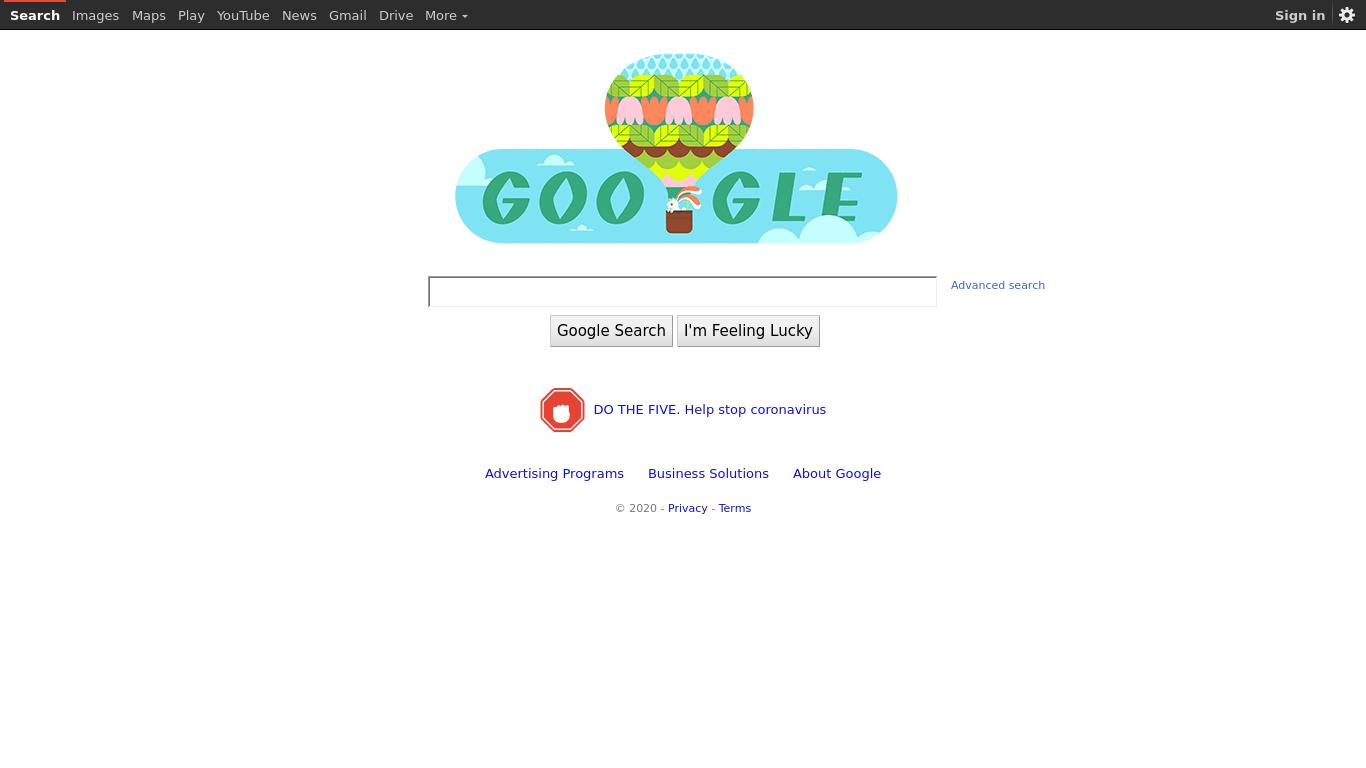 Search Images Maps Play YouTube News Gmail Drive More Sign in
GOOGLE
Advanced search
Google Search I'm Feeling Lucky
DO THE FIVE. Help stop coronavirus
Advertising Programs Business Solutions About Google
© 2020 - Privacy - Terms